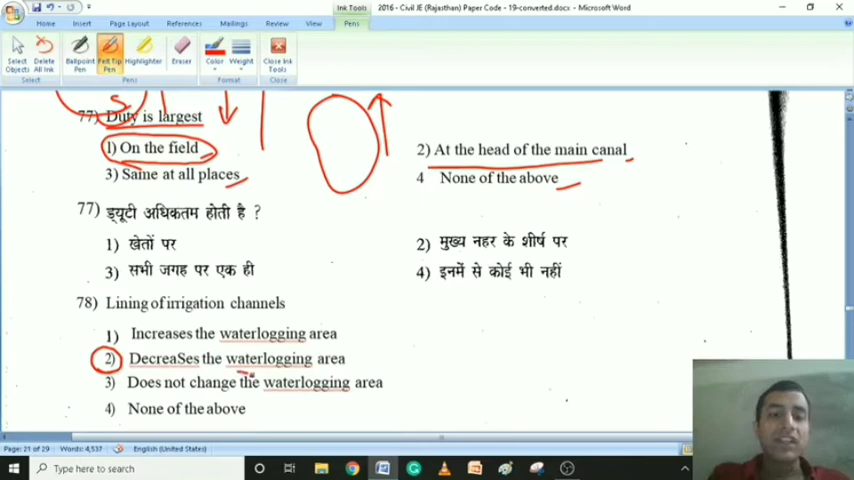 Ink Tools
2016 - Civil JE (Rajasthan) Paper Code - 19-converted.docx - Microsoft Word
Home Insert Page Layout References Mailings Review View Pens
Select Objects
Delete All Ink
Ballpoint Pen
Felt Tip Pen
Highlighter
Eraser
Color
Weight
Close Ink Tools
Select Pens Format Close
77) Duty is largest
1) On the field
2) At the head of the main canal
3) Same at all places
4 None of the above
77) ड्यूटी अधिकतम होती है ?
1) खेतों पर
2) मुख्य नहर के शीर्ष पर
3) सभी जगह पर एक ही
4) इनमें से कोई भी नहीं
78) Lining of irrigation channels
1) Increases the waterlogging area
2) DecreaSes the waterlogging area
3) Does not change the waterlogging area
4) None of the above
Page: 21 of 29 Words: 4,537 English (United States)
Type here to search